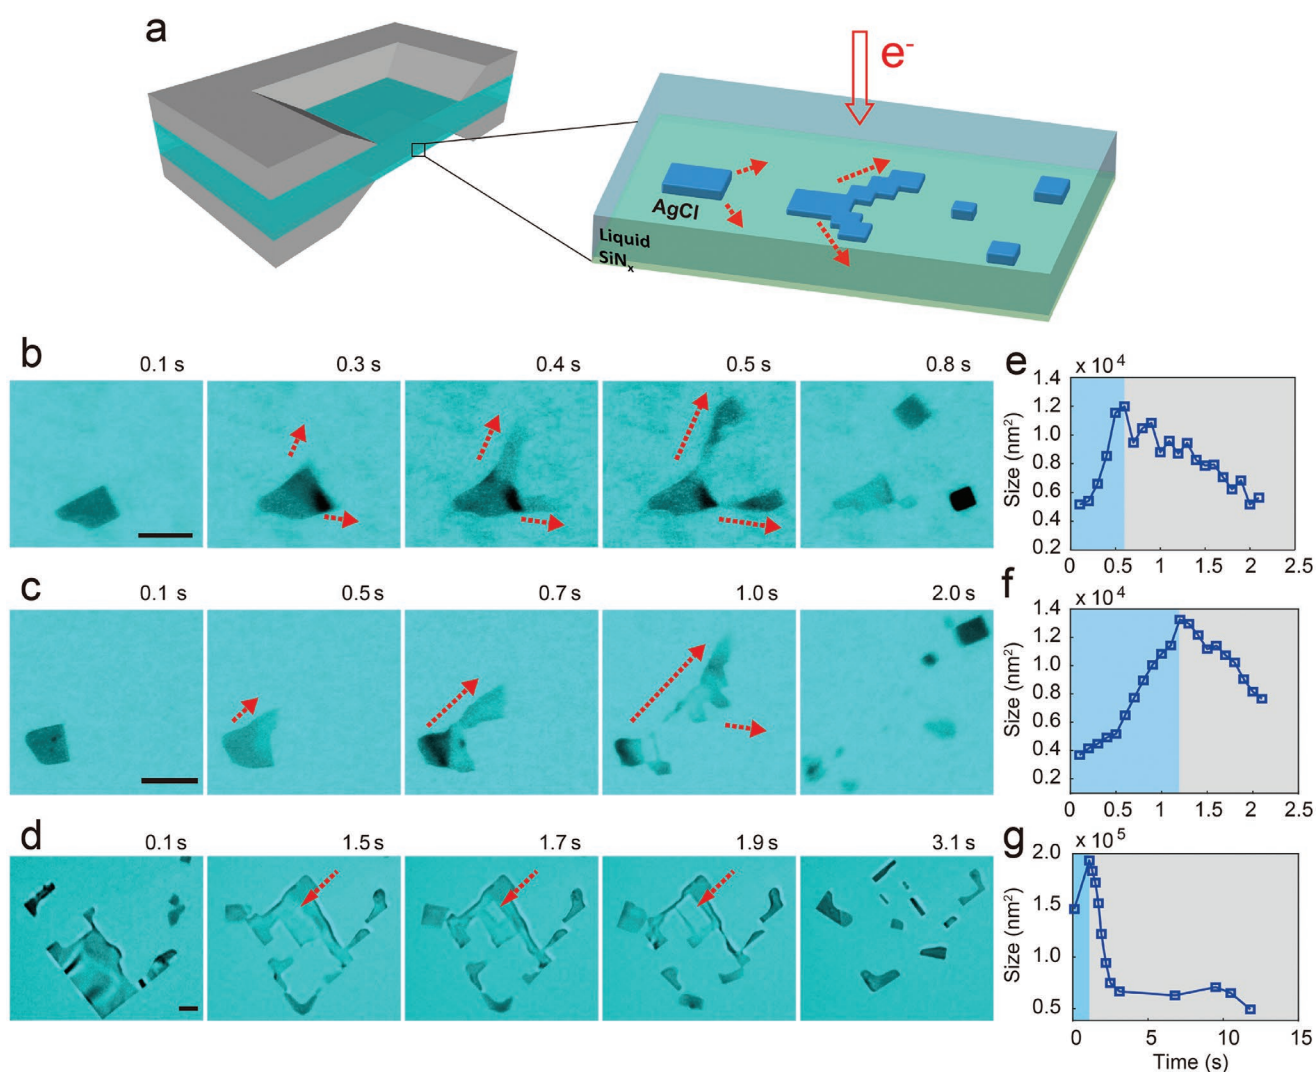 a
e⁻
AgCl
Liquid
SiNₓ
b
0.1 s
0.3 s
0.4 s
0.5 s
0.8 s
e
x 10⁴
1.4
1.2
1.0
0.8
0.6
0.4
0.2
Size (nm²)
0
0.5
1
1.5
2
2.5
c
0.1 s
0.5 s
0.7 s
1.0 s
2.0 s
f
x 10⁴
1.4
1.2
1.0
0.8
0.6
0.4
0.2
Size (nm²)
0
0.5
1
1.5
2
2.5
d
0.1 s
1.5 s
1.7 s
1.9 s
3.1 s
g
x 10⁵
2.0
1.5
1.0
0.5
Size (nm²)
0
5
10
15
Time (s)